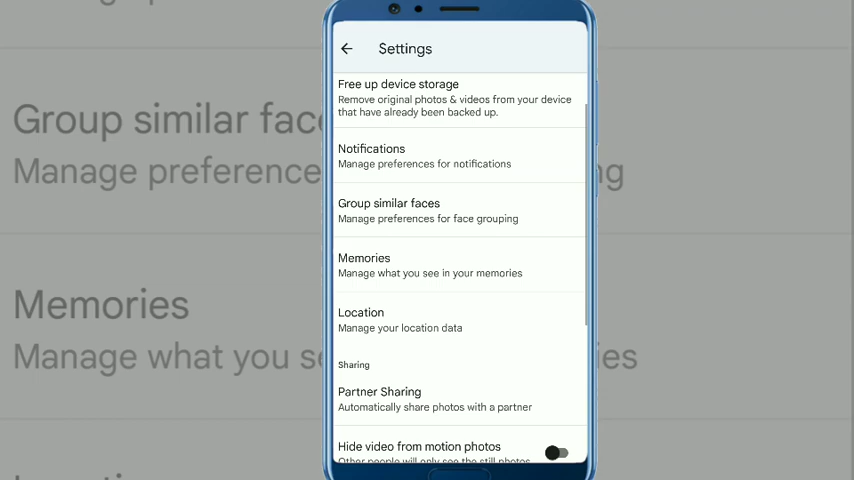 Settings
Free up device storage
Remove original photos & videos from your device
that have already been backed up.
Notifications
Manage preferences for notifications
Group similar faces
Manage preferences for face grouping
Memories
Manage what you see in your memories
Location
Manage your location data
Sharing
Partner Sharing
Automatically share photos with a partner
Hide video from motion photos
Other people will only see the still photos
Group similar fac
Manage preference
ng
Memories
Manage what you s
ies